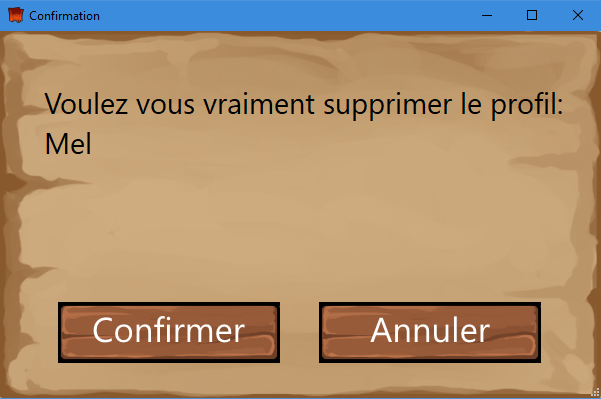 Confirmation
Voulez vous vraiment supprimer le profil:
Mel
Confirmer
Annuler